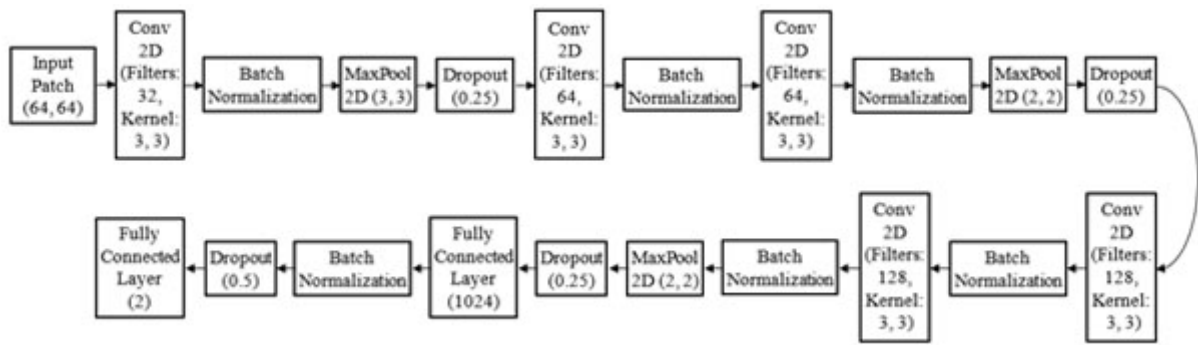 Input
Patch
(64, 64)
Conv
2D
(Filters:
32,
Kernel:
3, 3)
Batch
Normalization
MaxPool
2D (3, 3)
Dropout
(0.25)
Conv
2D
(Filters:
64,
Kernel:
3, 3)
Batch
Normalization
Conv
2D
(Filters:
64,
Kernel:
3, 3)
Batch
Normalization
MaxPool
2D (2, 2)
Dropout
(0.25)
Conv
2D
(Filters:
128,
Kernel:
3, 3)
Batch
Normalization
Conv
2D
(Filters:
128,
Kernel:
3, 3)
Batch
Normalization
MaxPool
2D (2, 2)
Dropout
(0.25)
Fully
Connected
Layer
(1024)
Batch
Normalization
Dropout
(0.5)
Fully
Connected
Layer
(2)